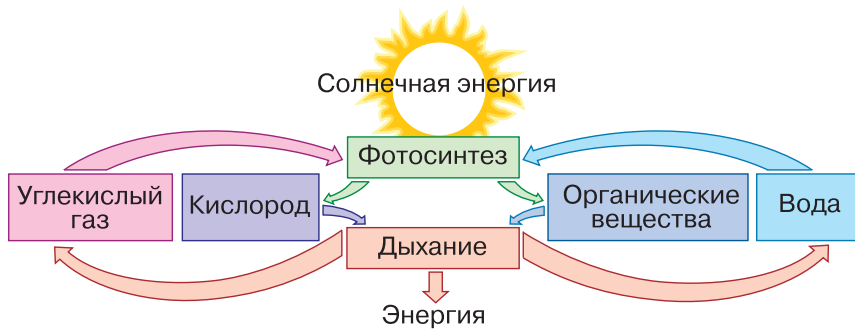 Солнечная энергия
Фотосинтез
Углекислый
газ
Кислород
Органические
вещества
Вода
Дыхание
Энергия